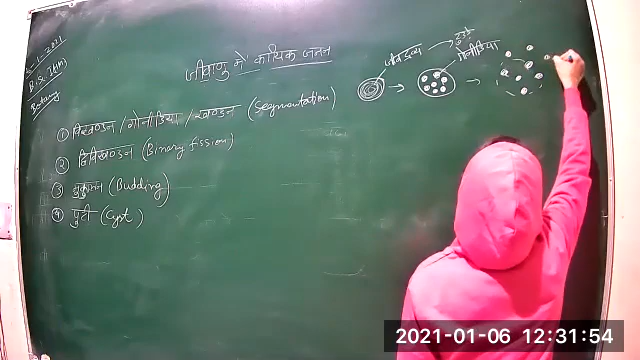 B.Sc. I(M)
Botany
जीवाणु में कायिक जनन
① विखण्डन / गोनीडिया / खण्डन (Segmentation)
② द्विविखण्डन (Binary fission)
③ मुकुलन (Budding)
④ पुटी (Cyst)
जीवद्रव्य
टुकड़े
गोनीडिया
2021-01-06 12:31:54